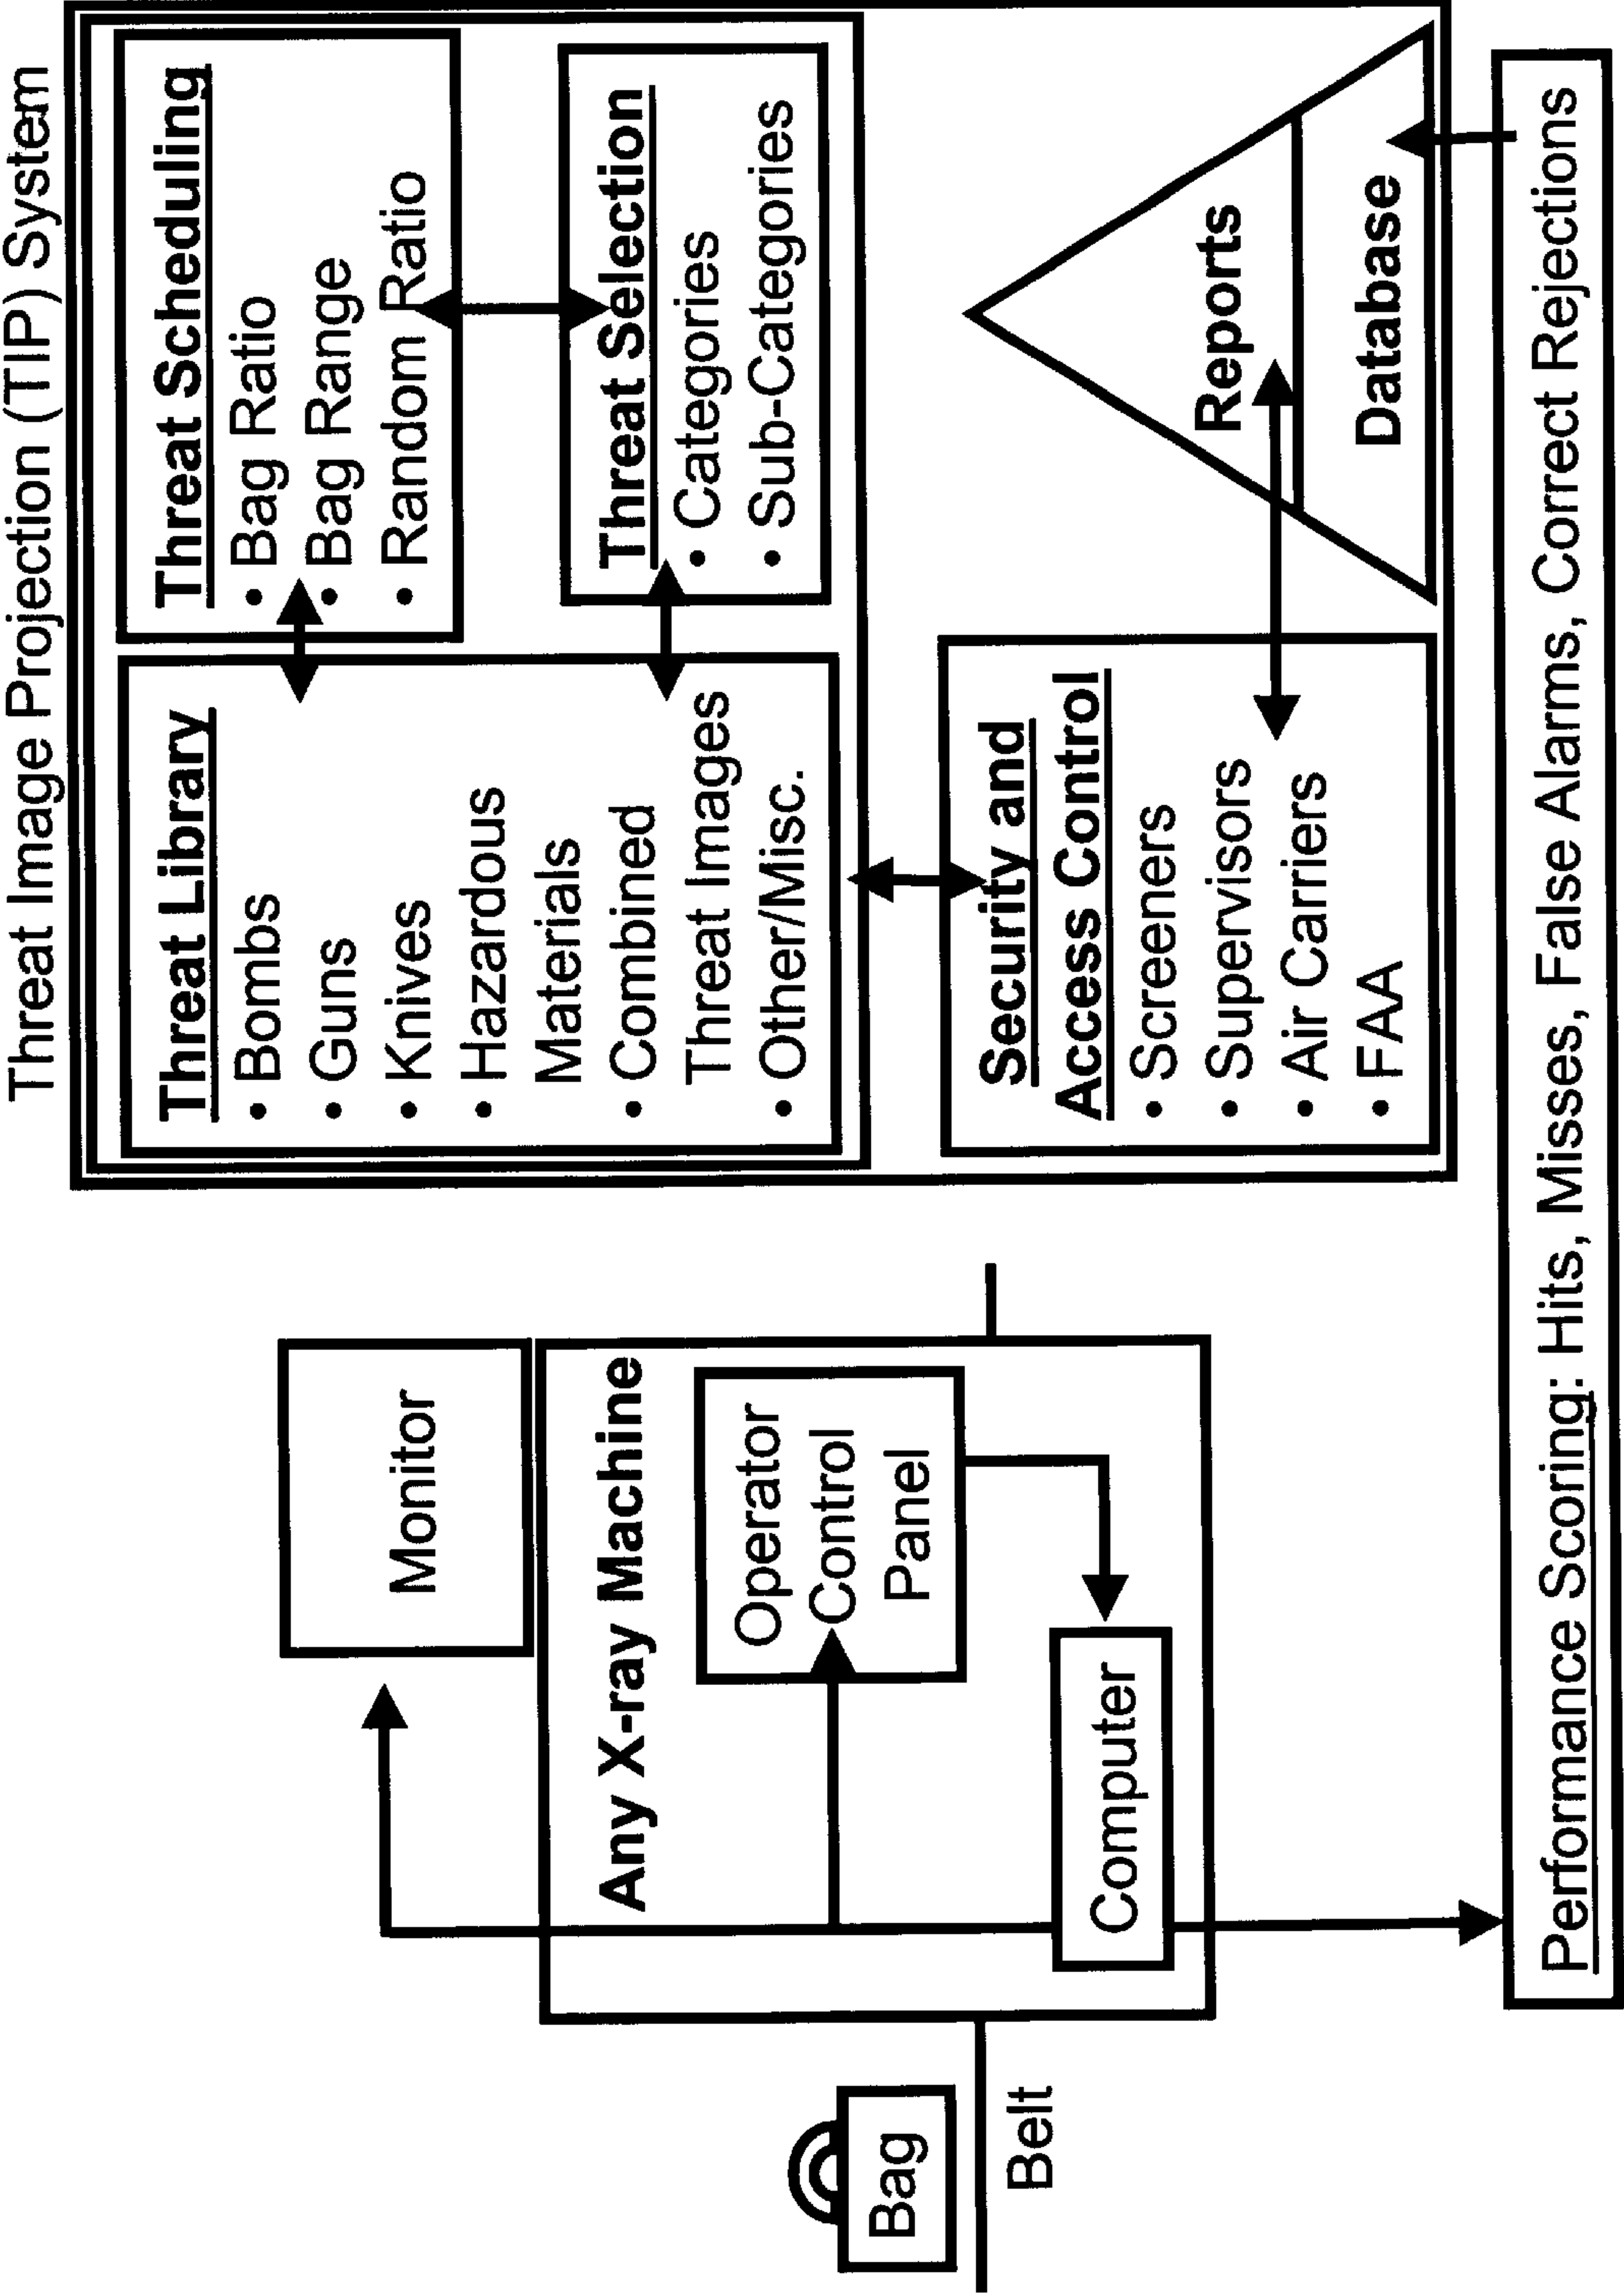 Threat Image Projection (TIP) System
Threat Library
• Bombs
• Guns
• Knives
• Hazardous
Materials
• Combined
Threat Images
• Other/Misc.
Threat Scheduling
• Bag Ratio
• Bag Range
• Random Ratio
Threat Selection
• Categories
• Sub-Categories
Security and
Access Control
• Screeners
• Supervisors
• Air Carriers
• FAA
Reports
Database
Monitor
Any X-ray Machine
Operator
Control
Panel
Computer
Bag
Belt
Performance Scoring: Hits, Misses, False Alarms, Correct Rejections